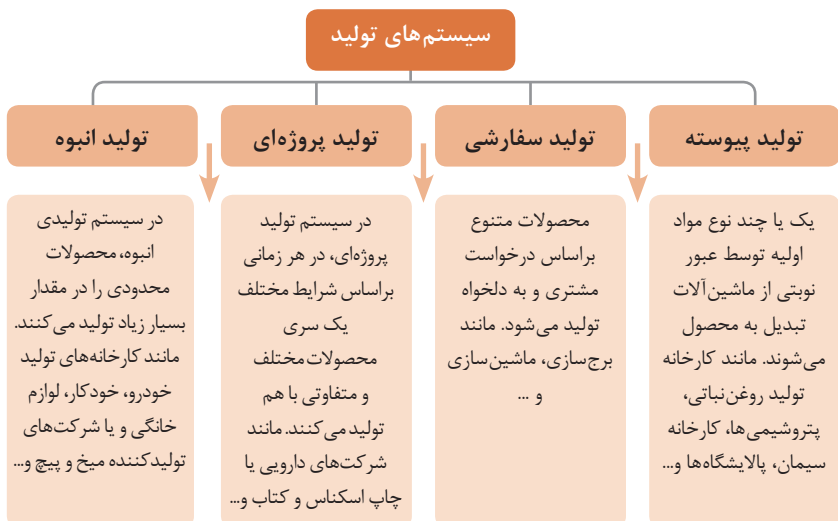 سیستم‌های تولید
تولید پیوسته
یک یا چند نوع مواد
اولیه توسط عبور
نوبتی از ماشین‌آلات
تبدیل به محصول
می‌شوند. مانند کارخانه
تولید روغن‌نباتی،
پتروشیمی‌ها، کارخانه
سیمان، پالایشگاه‌ها و...
تولید سفارشی
محصولات متنوع
براساس درخواست
مشتری و به دلخواه
تولید می‌شود. مانند
برج‌سازی، ماشین‌سازی
و ...
تولید پروژه‌ای
در سیستم تولید
پروژه‌ای، در هر زمانی
براساس شرایط مختلف
یک سری
محصولات مختلف
و متفاوتی با هم
تولید می‌کنند. مانند
شرکت‌های دارویی یا
چاپ اسکناس و کتاب و...
تولید انبوه
در سیستم تولیدی
انبوه، محصولات
محدودی را در مقدار
بسیار زیاد تولید می‌کنند.
مانند کارخانه‌های تولید
خودرو، خودکار، لوازم
خانگی و یا شرکت‌های
تولیدکننده میخ و پیچ و...